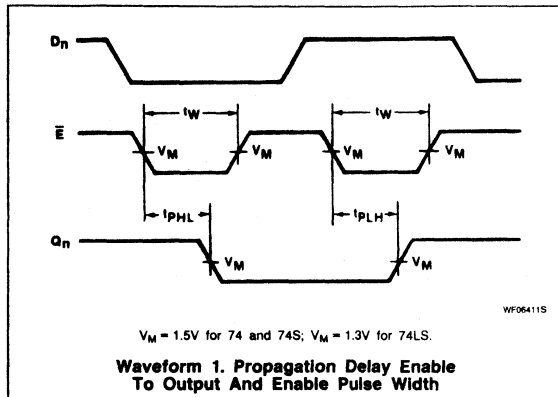 Dn
tW
tW
Ē
VM
VM
VM
VM
tPHL
tPLH
Qn
VM
VM
WF06411S
VM = 1.5V for 74 and 74S; VM = 1.3V for 74LS.
Waveform 1. Propagation Delay Enable
To Output And Enable Pulse Width